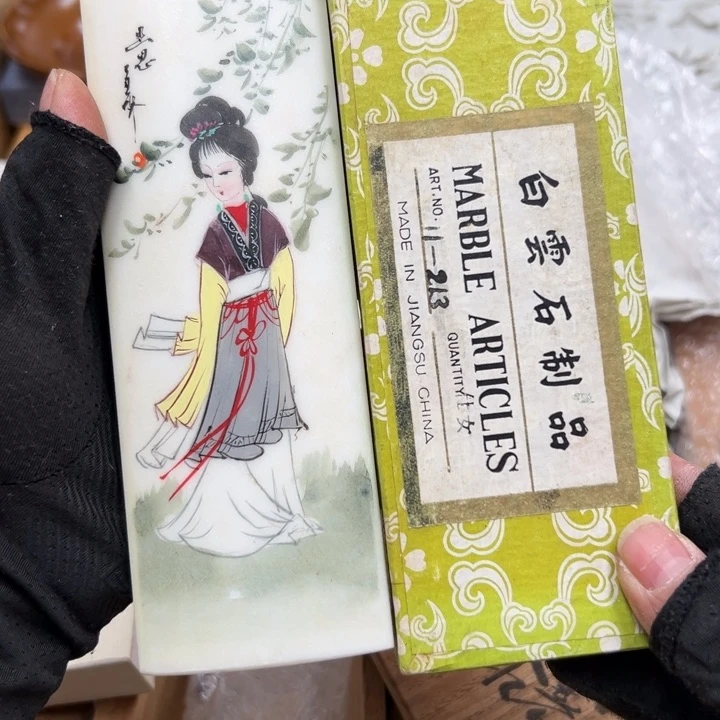 白雲石制品
MARBLE ARTICLES
ART.NO. 11-213
QUANTITY 仕女
MADE IN JIANGSU CHINA